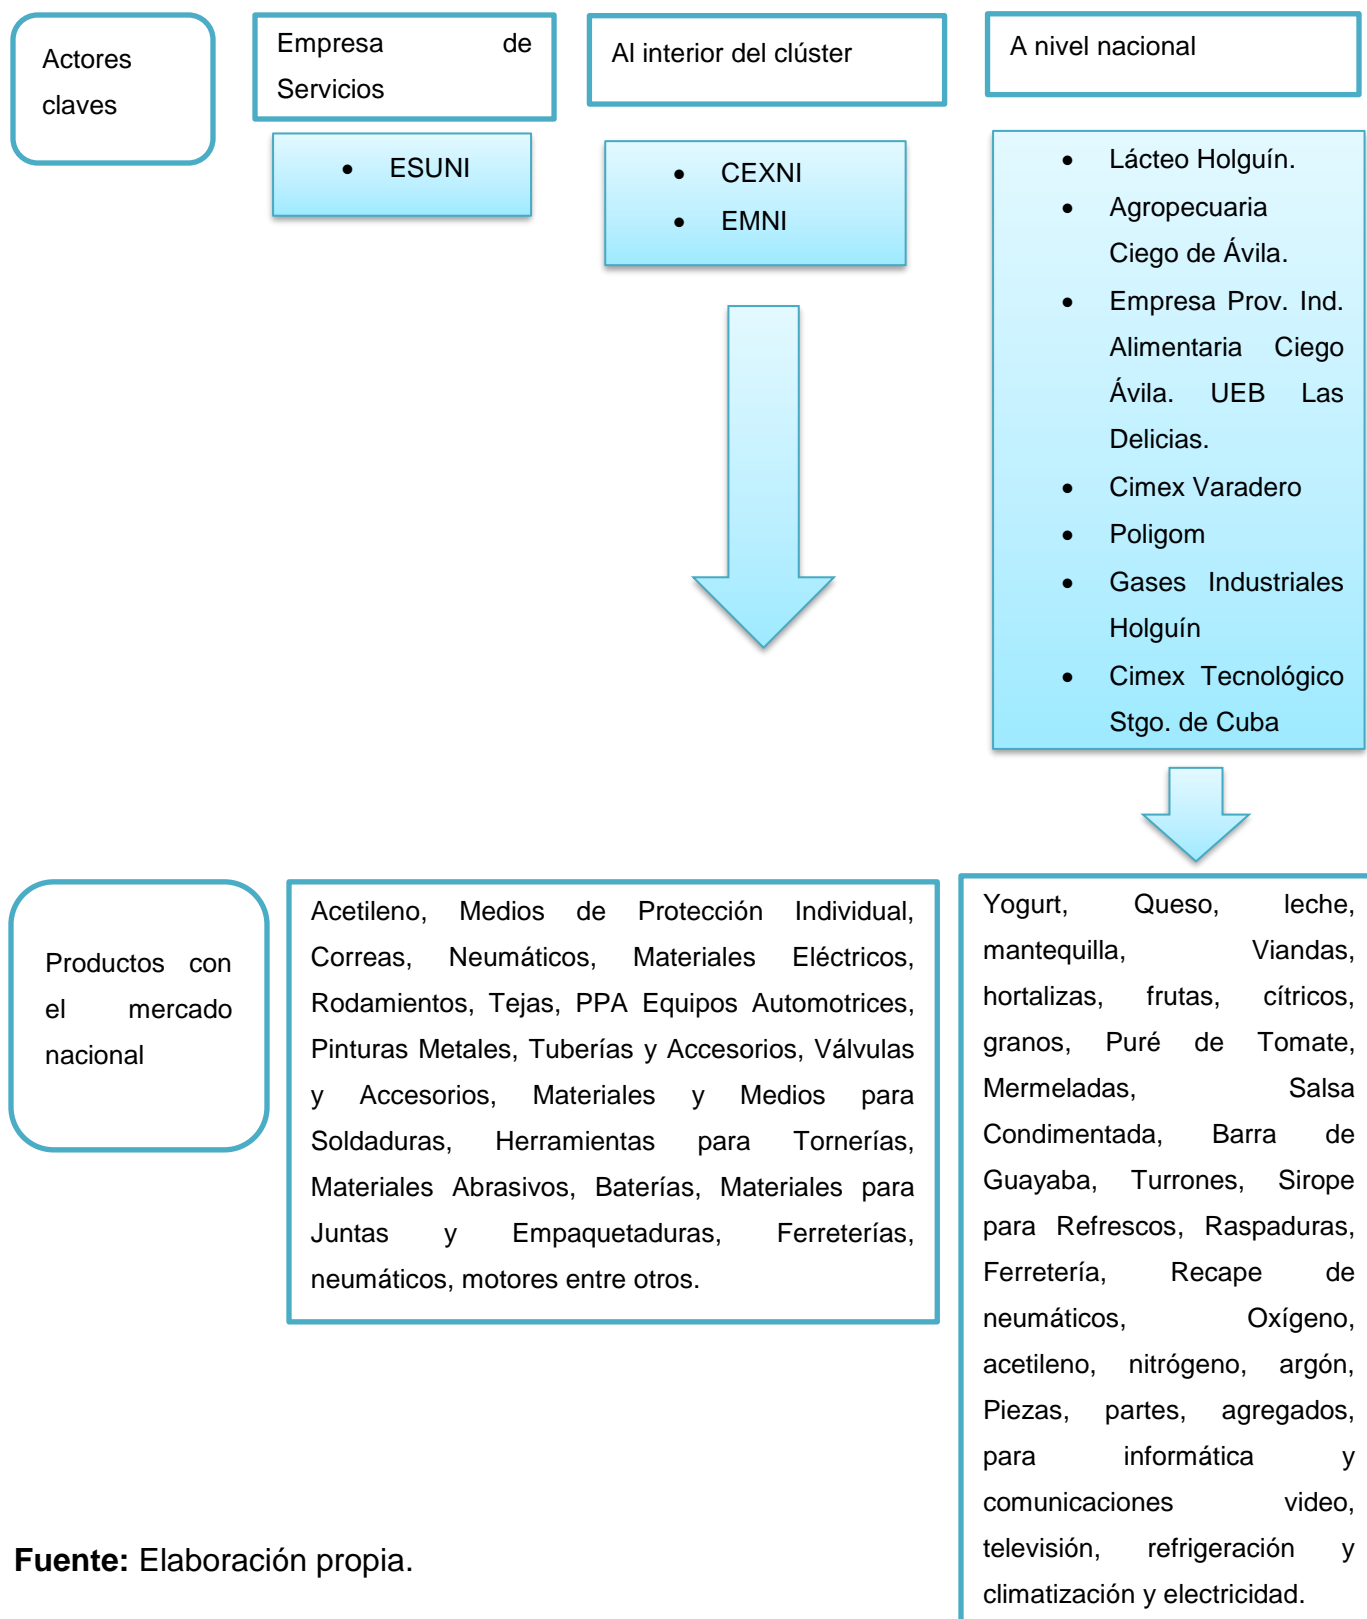 Actores
claves
Empresa de
Servicios
Al interior del clúster
A nivel nacional
• ESUNI
• CEXNI
• EMNI
• Lácteo Holguín.
• Agropecuaria
Ciego de Ávila.
• Empresa Prov. Ind.
Alimentaria Ciego
Ávila. UEB Las
Delicias.
• Cimex Varadero
• Poligom
• Gases Industriales
Holguín
• Cimex Tecnológico
Stgo. de Cuba
Productos con
el mercado
nacional
Acetileno, Medios de Protección Individual,
Correas, Neumáticos, Materiales Eléctricos,
Rodamientos, Tejas, PPA Equipos Automotrices,
Pinturas Metales, Tuberías y Accesorios, Válvulas
y Accesorios, Materiales y Medios para
Soldaduras, Herramientas para Tornerías,
Materiales Abrasivos, Baterías, Materiales para
Juntas y Empaquetaduras, Ferreterías,
neumáticos, motores entre otros.
Yogurt, Queso, leche,
mantequilla, Viandas,
hortalizas, frutas, cítricos,
granos, Puré de Tomate,
Mermeladas, Salsa
Condimentada, Barra de
Guayaba, Turrones, Sirope
para Refrescos, Raspaduras,
Ferretería, Recape de
neumáticos, Oxígeno,
acetileno, nitrógeno, argón,
Piezas, partes, agregados,
para informática y
comunicaciones video,
televisión, refrigeración y
climatización y electricidad.
Fuente: Elaboración propia.